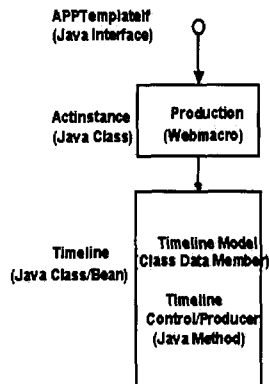 APPTemplateIf
(Java Interface)
Actinstance
(Java Class)
Production
(Webmacro)
Timeline
(Java Class/Bean)
Timeline Model
Class Data Member)
Timeline
Control/Producer
(Java Method)